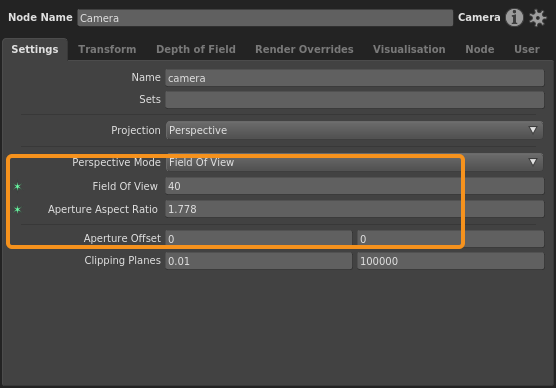 Node Name Camera Camera
Settings Transform Depth of Field Render Overrides Visualisation Node User
Name camera
Sets
Projection Perspective
Perspective Mode Field Of View
Field Of View 40
Aperture Aspect Ratio 1.778
Aperture Offset 0 0
Clipping Planes 0.01 100000